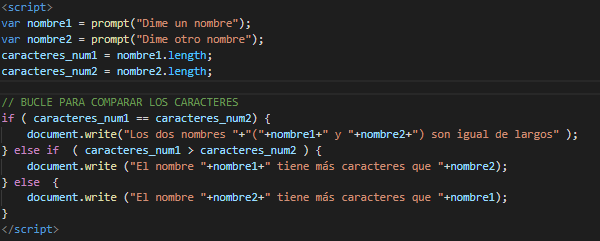 <script>
var nombre1 = prompt("Dime un nombre");
var nombre2 = prompt("Dime otro nombre");
caracteres_num1 = nombre1.length;
caracteres_num2 = nombre2.length;
// BUCLE PARA COMPARAR LOS CARACTERES
if ( caracteres_num1 == caracteres_num2) {
document.write("Los dos nombres "+"("+nombre1+" y "+nombre2+") son igual de largos" );
} else if  ( caracteres_num1 > caracteres_num2 ) {
document.write ("El nombre "+nombre1+" tiene más caracteres que "+nombre2);
} else  {
document.write ("El nombre "+nombre2+" tiene más caracteres que "+nombre1);
}
</script>